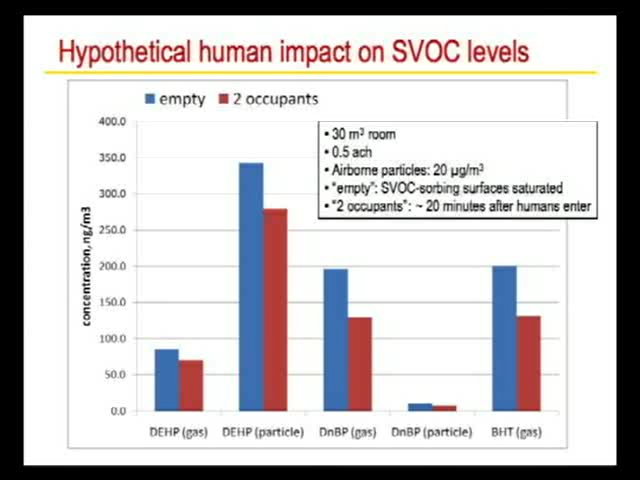 Hypothetical human impact on SVOC levels
empty 2 occupants
• 30 m³ room
• 0.5 ach
• Airborne particles: 20 µg/m³
• “empty”: SVOC-sorbing surfaces saturated
• “2 occupants”: ~ 20 minutes after humans enter
concentration,ng/m3
400.0
350.0
300.0
250.0
200.0
150.0
100.0
50.0
0.0
DEHP (gas) DEHP (particle) DnBP (gas) DnBP (particle) BHT (gas)